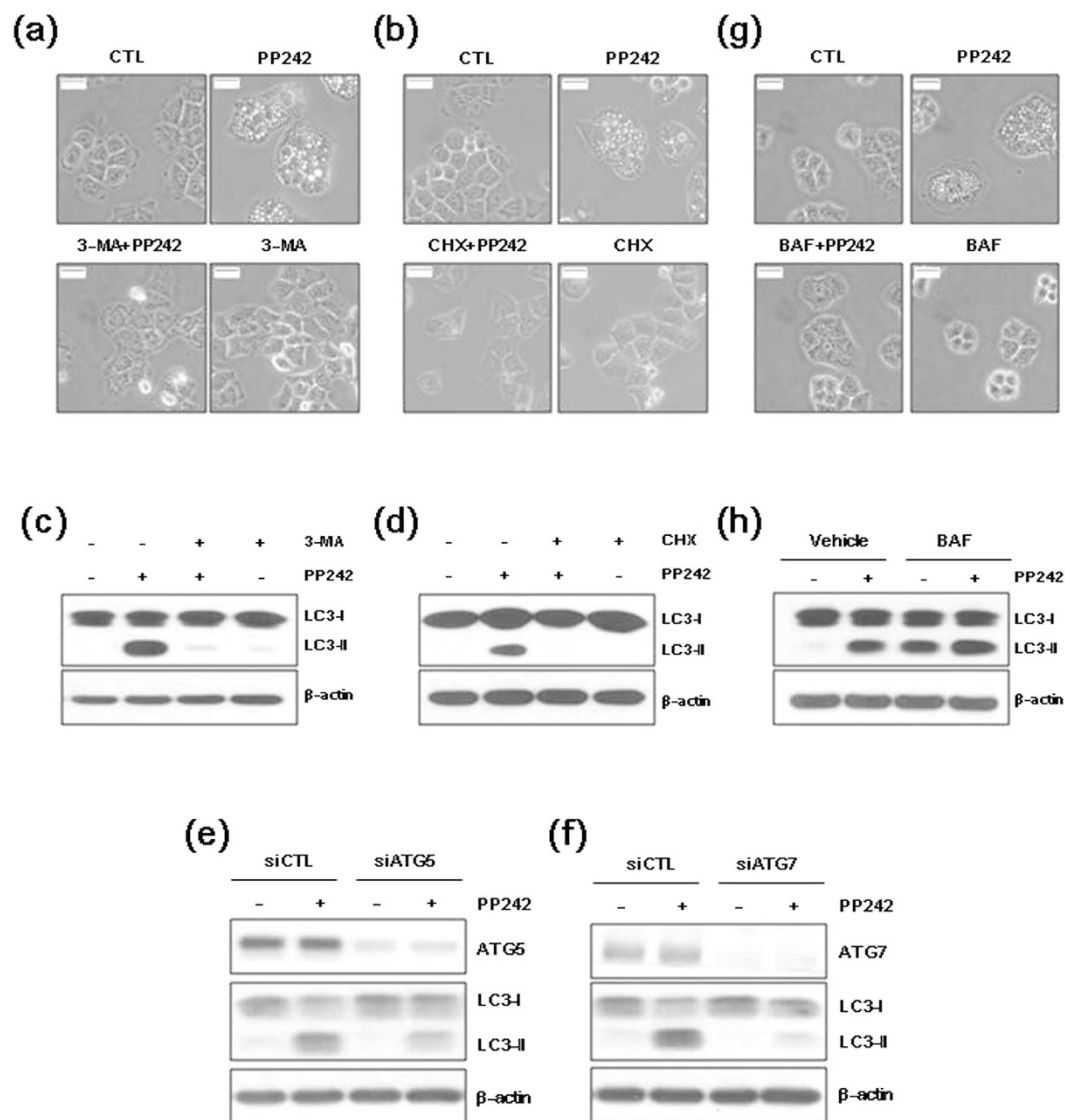 (a)
CTL PP242
3-MA+PP242 3-MA
(b)
CTL PP242
CHX+PP242 CHX
(g)
CTL PP242
BAF+PP242 BAF
(c)
- - + + 3-MA
- + + - PP242
LC3-I
LC3-II
β-actin
(d)
- - + + CHX
- + + - PP242
LC3-I
LC3-II
β-actin
(h)
Vehicle BAF
- + - + PP242
LC3-I
LC3-II
β-actin
(e)
siCTL siATG5
- + - + PP242
ATG5
LC3-I
LC3-II
β-actin
(f)
siCTL siATG7
- + - + PP242
ATG7
LC3-I
LC3-II
β-actin